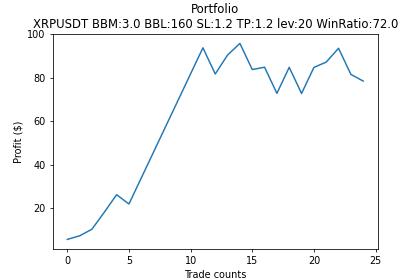 Portfolio
XRPUSDT BBM:3.0 BBL:160 SL:1.2 TP:1.2 lev:20 WinRatio:72.0
100
80
60
40
20
Profit ($)
0 5 10 15 20 25
Trade counts